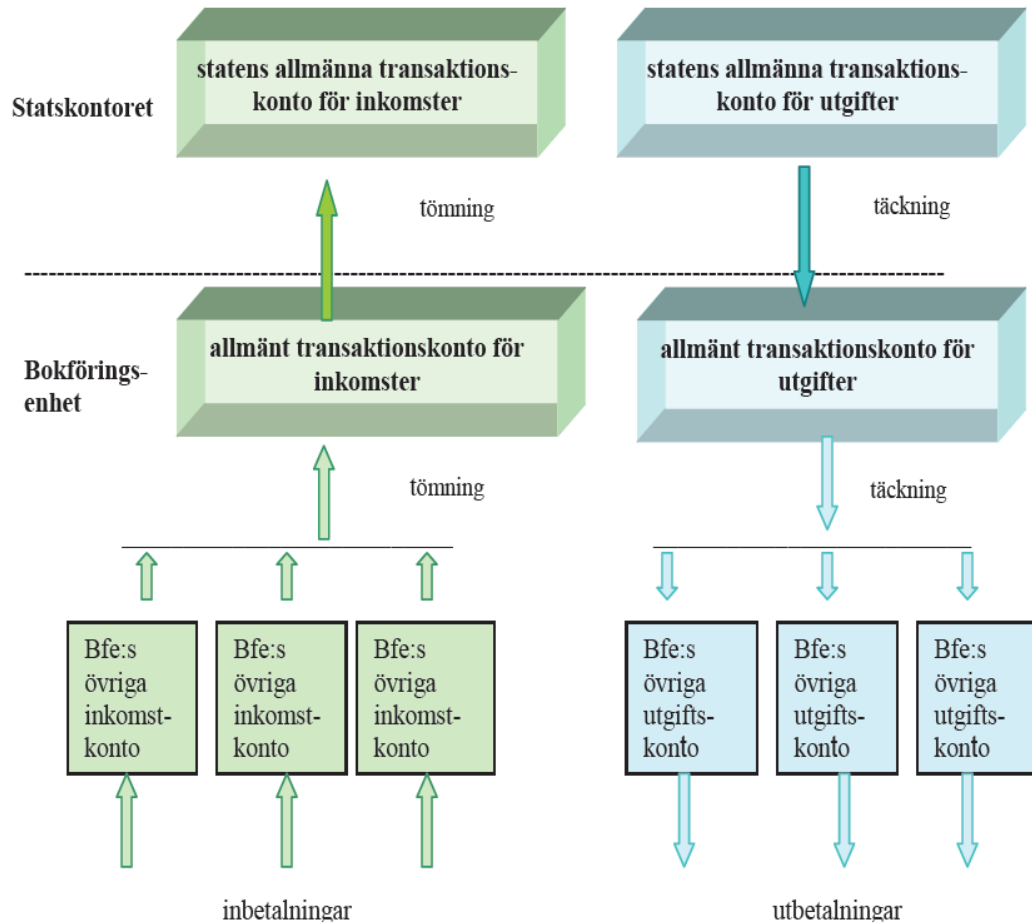 statens allmänna transaktions-
konto för inkomster
statens allmänna transaktions-
konto för utgifter
Statskontoret
tömning
täckning
allmänt transaktionskonto för
inkomster
allmänt transaktionskonto för
utgifter
Bokförings-
enhet
tömning
täckning
Bfe:s
övriga
inkomst-
konto
Bfe:s
övriga
inkomst-
konto
Bfe:s
övriga
inkomst-
konto
Bfe:s
övriga
utgifts-
konto
Bfe:s
övriga
utgifts-
konto
Bfe:s
övriga
utgifts-
konto
inbetalningar
utbetalningar